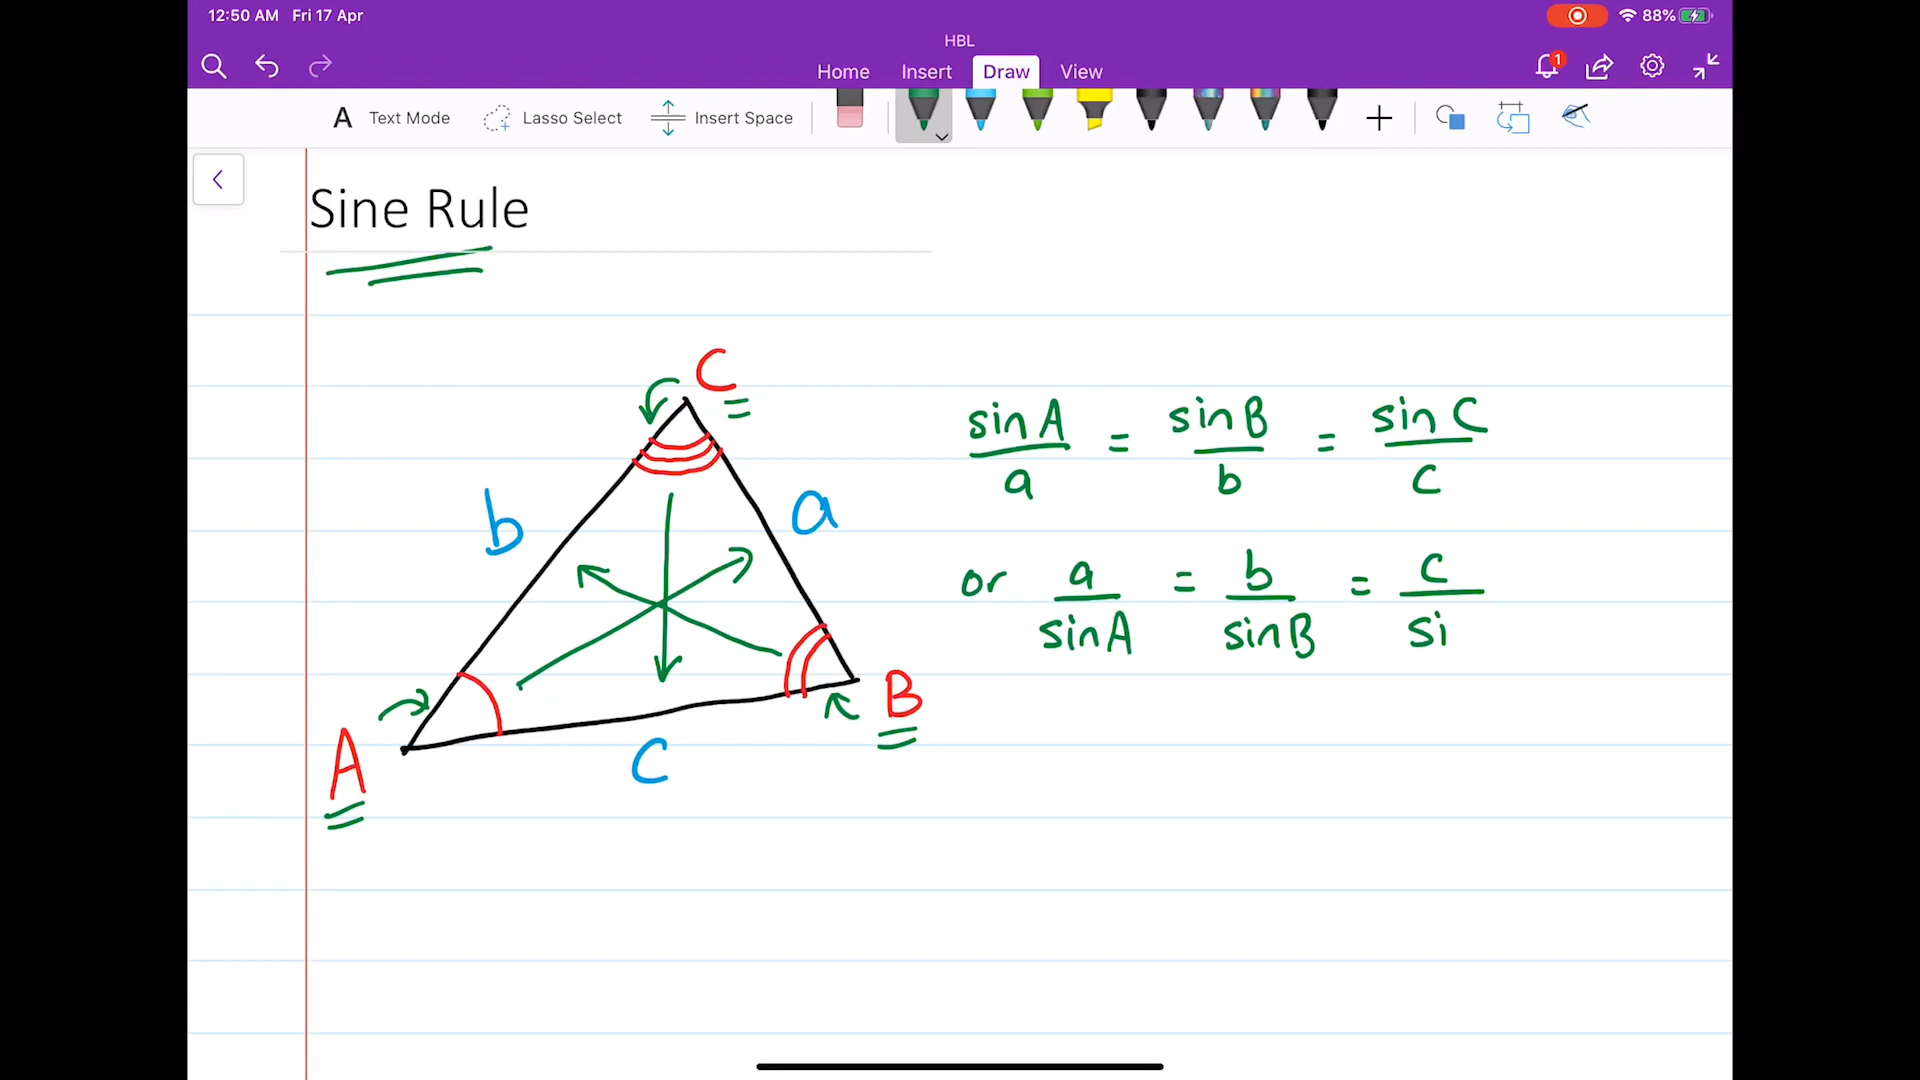 12:50 AM Fri 17 Apr
88%
HBL
Home Insert Draw View
1
A Text Mode Lasso Select Insert Space
Sine Rule
C
b
a
A
B
C
sin A / a = sin B / b = sin C / c
or a / sin A = b / sin B = c / si